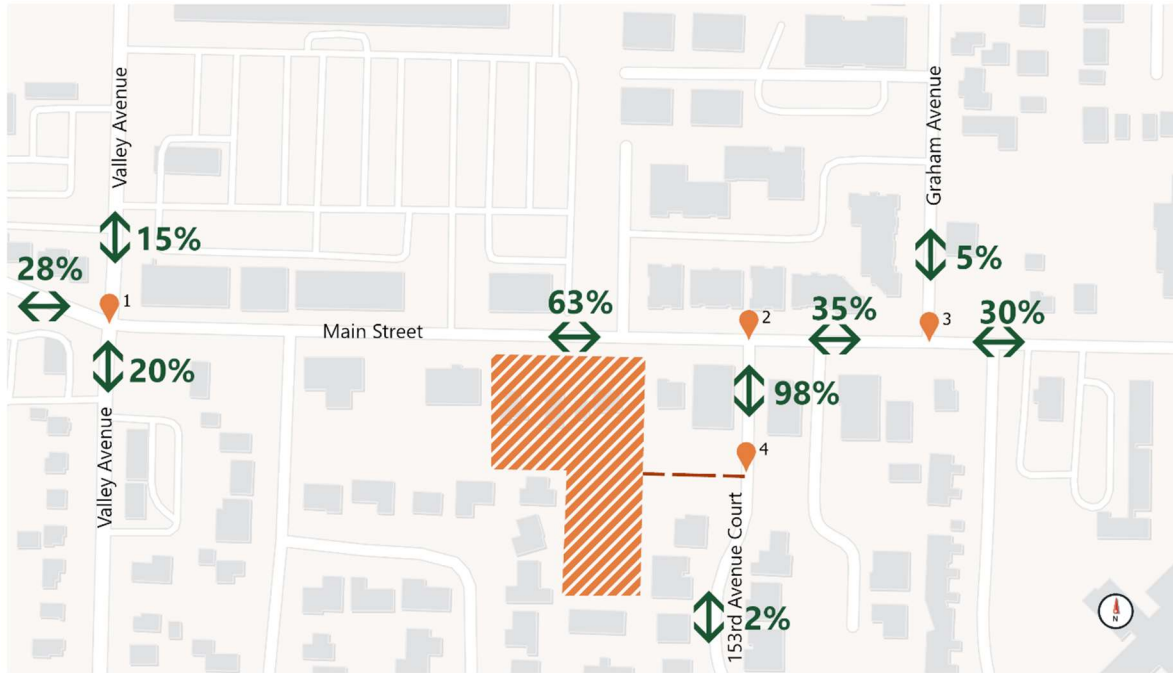 Valley Avenue
Graham Avenue
15%
5%
28%
1
63%
35%
30%
2
3
Main Street
20%
98%
4
Valley Avenue
153rd Avenue Court
2%
N